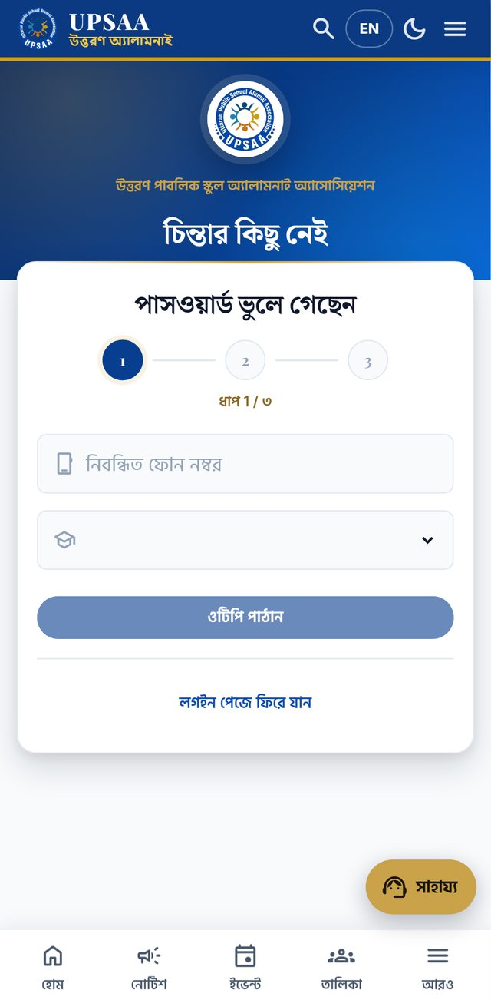 UPSAA
উত্তরণ অ্যালামনাই
EN
Uttaran Public School Alumni Association
UPSAA
উত্তরণ পাবলিক স্কুল অ্যালামনাই অ্যাসোসিয়েশন
চিন্তার কিছু নেই
পাসওয়ার্ড ভুলে গেছেন
1 2 3
ধাপ 1 / ৩
নিবন্ধিত ফোন নম্বর
ওটিপি পাঠান
লগইন পেজে ফিরে যান
সাহায্য
হোম নোটিশ ইভেন্ট তালিকা আরও